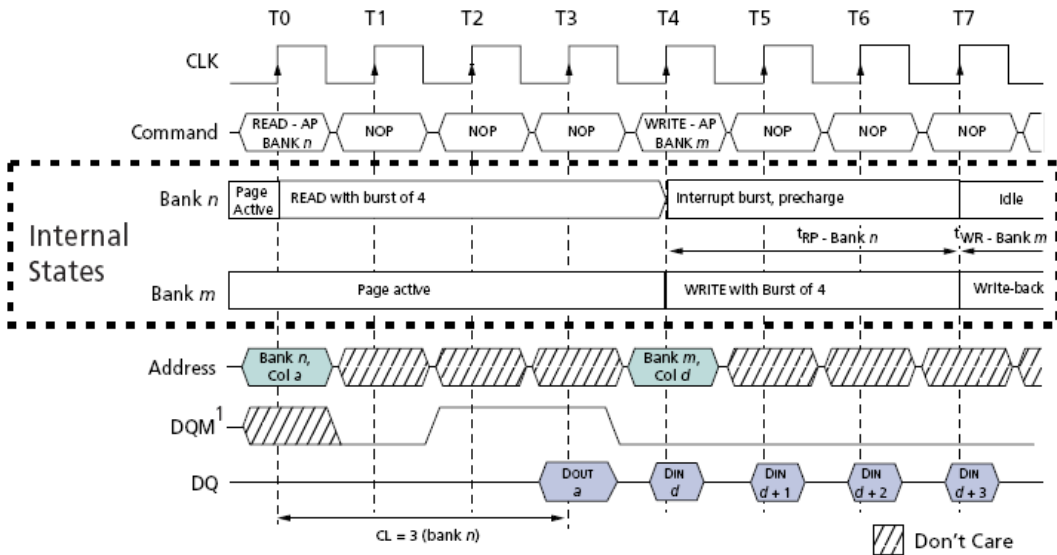 T0 T1 T2 T3 T4 T5 T6 T7
CLK
Command
READ - AP
BANK n
NOP
NOP
NOP
WRITE - AP
BANK m
NOP
NOP
NOP
Internal
States
Bank n
Page
Active
READ with burst of 4
Interrupt burst, precharge
Idle
tRP - Bank n
tWR - Bank m
Bank m
Page active
WRITE with Burst of 4
Write-back
Address
Bank n,
Col a
Bank m,
Col d
DQM1
DQ
DOUT
a
DIN
d
DIN
d + 1
DIN
d + 2
DIN
d + 3
CL = 3 (bank n)
Don't Care